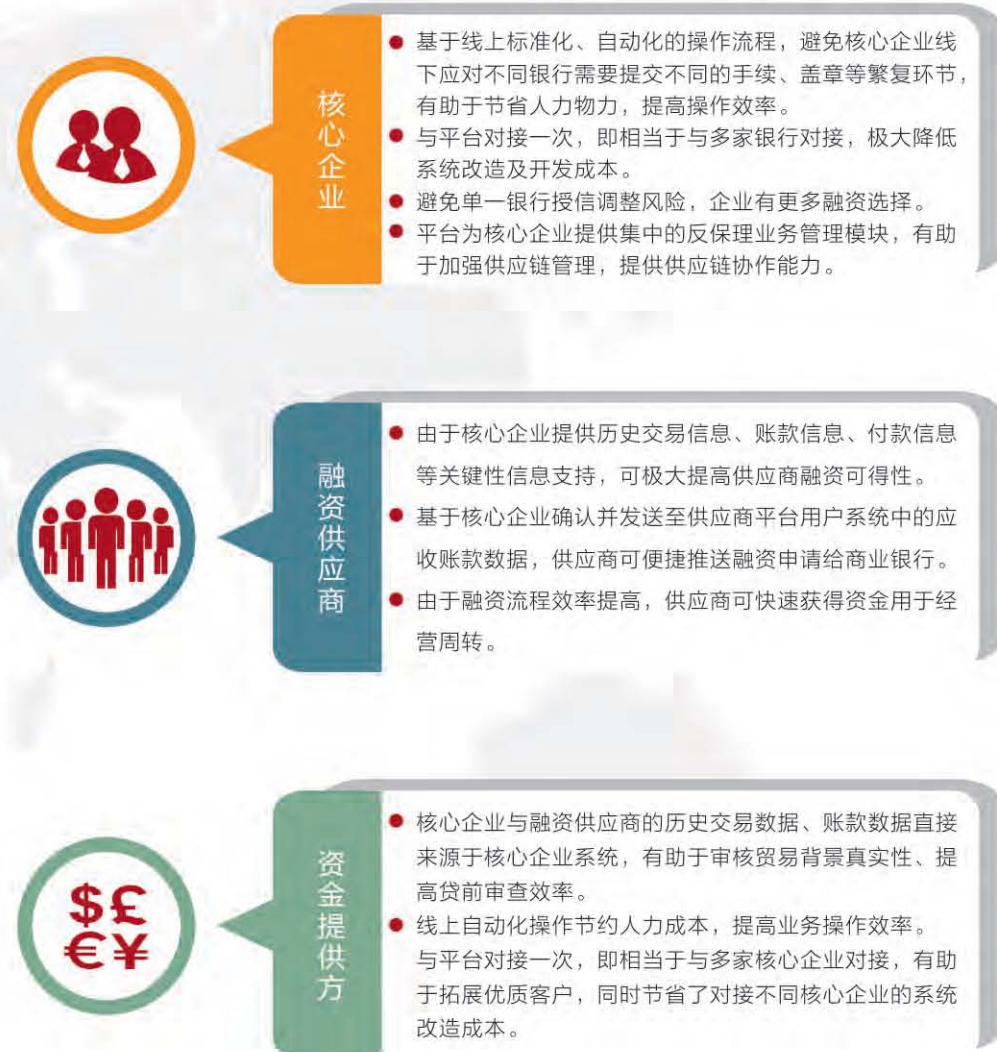 核心企业
● 基于线上标准化、自动化的操作流程，避免核心企业线
下应对不同银行需要提交不同的手续、盖章等繁复环节，
有助于节省人力物力，提高操作效率。
● 与平台对接一次，即相当于与多家银行对接，极大降低
系统改造及开发成本。
● 避免单一银行授信调整风险，企业有更多融资选择。
● 平台为核心企业提供集中的反保理业务管理模块，有助
于加强供应链管理，提供供应链协作能力。
融资供应商
● 由于核心企业提供历史交易信息、账款信息、付款信息
等关键性信息支持，可极大提高供应商融资可得性。
● 基于核心企业确认并发送至供应商平台用户系统中的应
收账款数据，供应商可便捷推送融资申请给商业银行。
● 由于融资流程效率提高，供应商可快速获得资金用于经
营周转。
$£
€¥
资金提供方
● 核心企业与融资供应商的历史交易数据、账款数据直接
来源于核心企业系统，有助于审核贸易背景真实性、提
高贷前审查效率。
● 线上自动化操作节约人力成本，提高业务操作效率。
与平台对接一次，即相当于与多家核心企业对接，有助
于拓展优质客户，同时节省了对接不同核心企业的系统
改造成本。